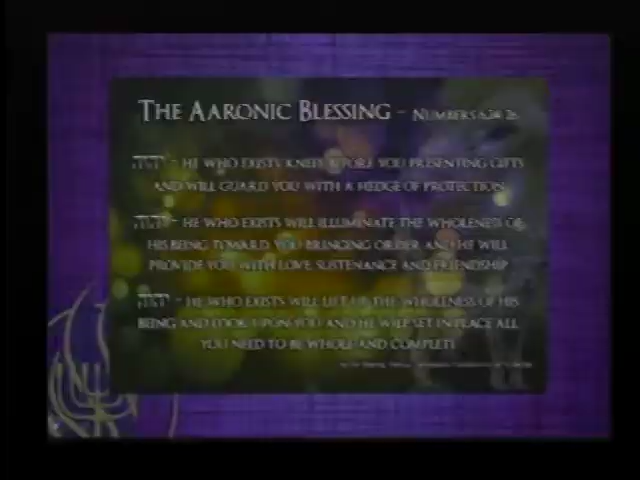 The Aaronic Blessing - Numbers 6:24-26
יהוה - He who exists kneels before you presenting gifts
and will guard you with a hedge of protection
יהוה - He who exists will illuminate the wholeness of
his being toward you bringing order and he will
provide you with love, sustenance and friendship
יהוה - He who exists will lift up the wholeness of his
being and look upon you and he will set in place all
you need to be whole and complete